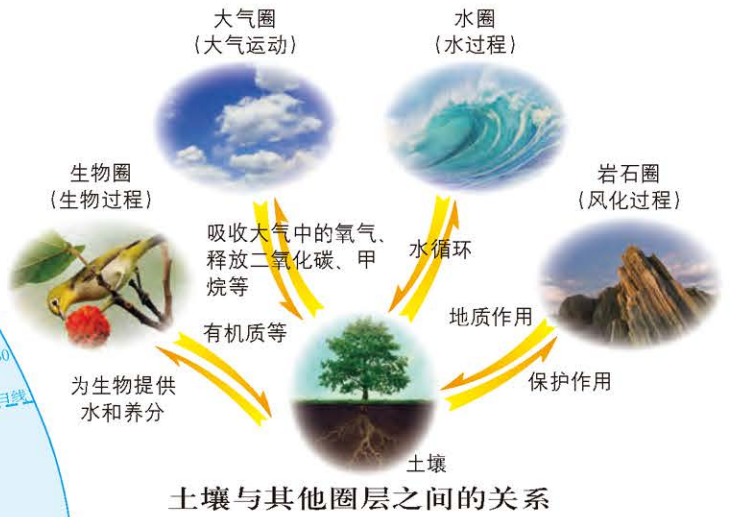 大气圈
（大气运动）
水圈
（水过程）
生物圈
（生物过程）
岩石圈
（风化过程）
吸收大气中的氧气、
释放二氧化碳、甲
烷等
水循环
有机质等
地质作用
为生物提供
水和养分
保护作用
土壤
土壤与其他圈层之间的关系